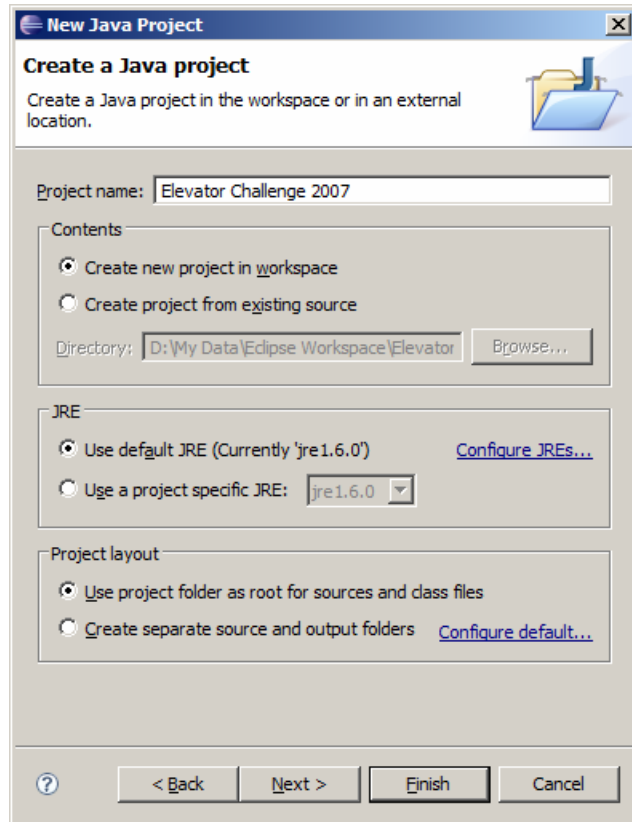 New Java Project
Create a Java project
Create a Java project in the workspace or in an external
location.
Project name: Elevator Challenge 2007
Contents
Create new project in workspace
Create project from existing source
Directory: D:\My Data\Eclipse Workspace\Elevator Browse...
JRE
Use default JRE (Currently 'jre1.6.0') Configure JREs...
Use a project specific JRE: jre1.6.0
Project layout
Use project folder as root for sources and class files
Create separate source and output folders Configure default...
? < Back Next > Finish Cancel